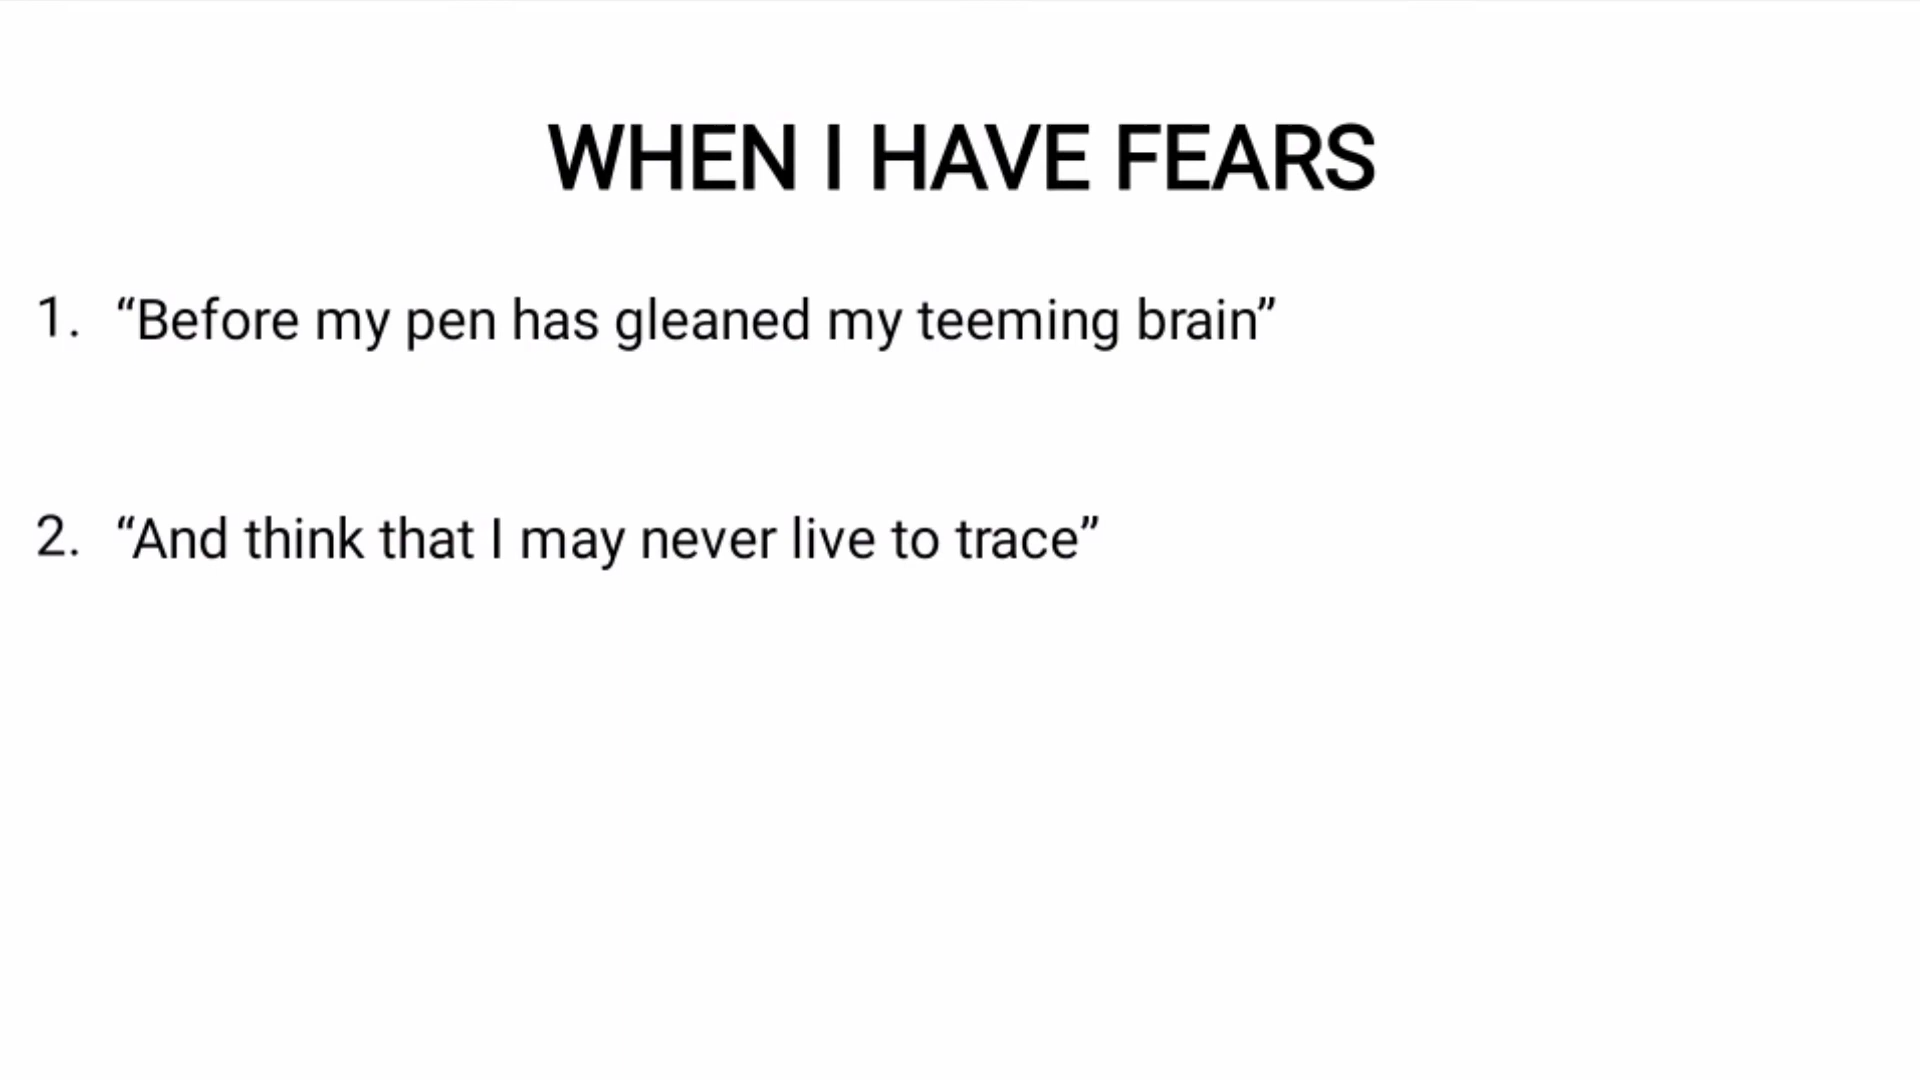 WHEN I HAVE FEARS
1. “Before my pen has gleaned my teeming brain”
2. “And think that I may never live to trace”